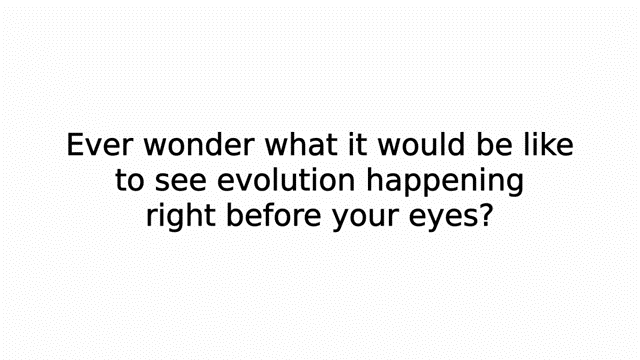 Ever wonder what it would be like
to see evolution happening
right before your eyes?